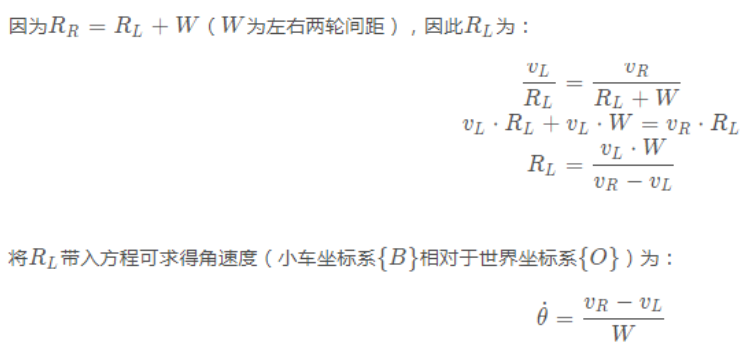 因为$R_R = R_L + W$（$W$为左右两轮间距），因此$R_L$为：
$\frac{v_L}{R_L} = \frac{v_R}{R_L + W}$
$v_L \cdot R_L + v_L \cdot W = v_R \cdot R_L$
$R_L = \frac{v_L \cdot W}{v_R - v_L}$
将$R_L$带入方程可求得角速度（小车坐标系$\{B\}$相对于世界坐标系$\{O\}$）为：
$\dot{\theta} = \frac{v_R - v_L}{W}$